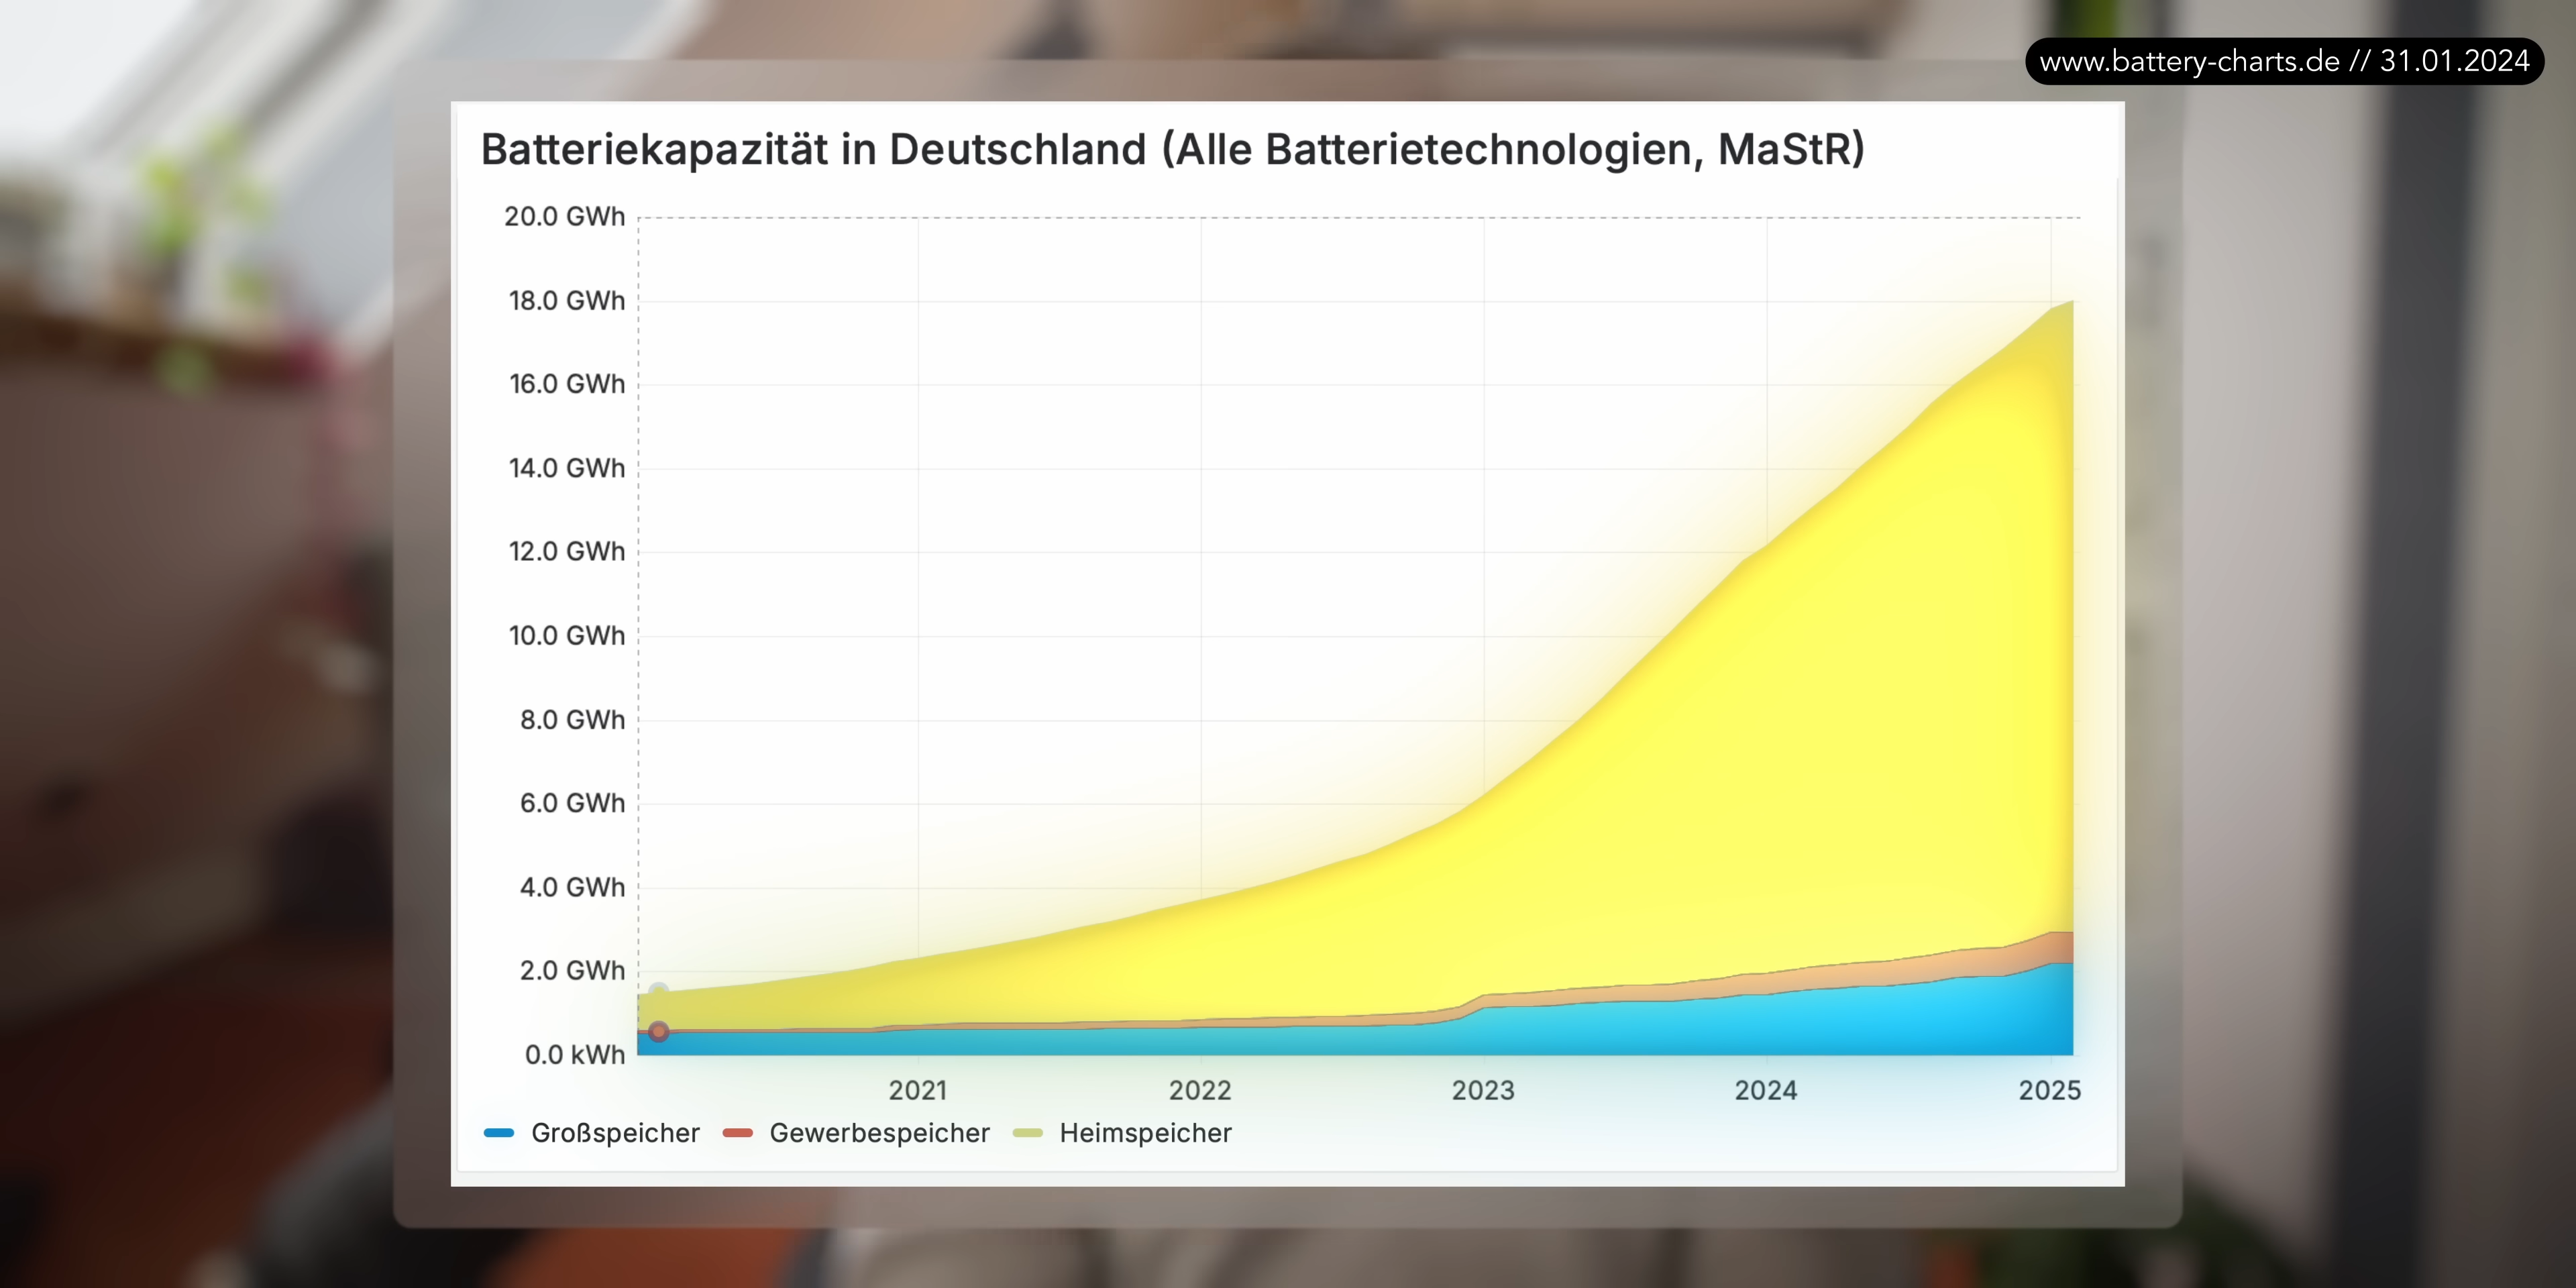 www.battery-charts.de // 31.01.2024
Batteriekapazität in Deutschland (Alle Batterietechnologien, MaStR)
20.0 GWh
18.0 GWh
16.0 GWh
14.0 GWh
12.0 GWh
10.0 GWh
8.0 GWh
6.0 GWh
4.0 GWh
2.0 GWh
0.0 kWh
2021 2022 2023 2024 2025
Großspeicher Gewerbespeicher Heimspeicher